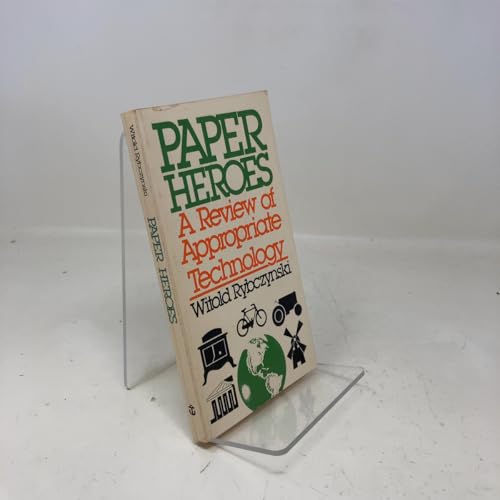 PAPER
HEROES
A Review of
Appropriate
Technology
Witold Rybczynski
Witold Rybczynski
PAPER HEROES